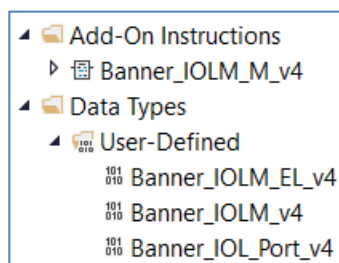 Add-On Instructions
Banner_IOLM_M_v4
Data Types
User-Defined
Banner_IOLM_EL_v4
Banner_IOLM_v4
Banner_IOL_Port_v4